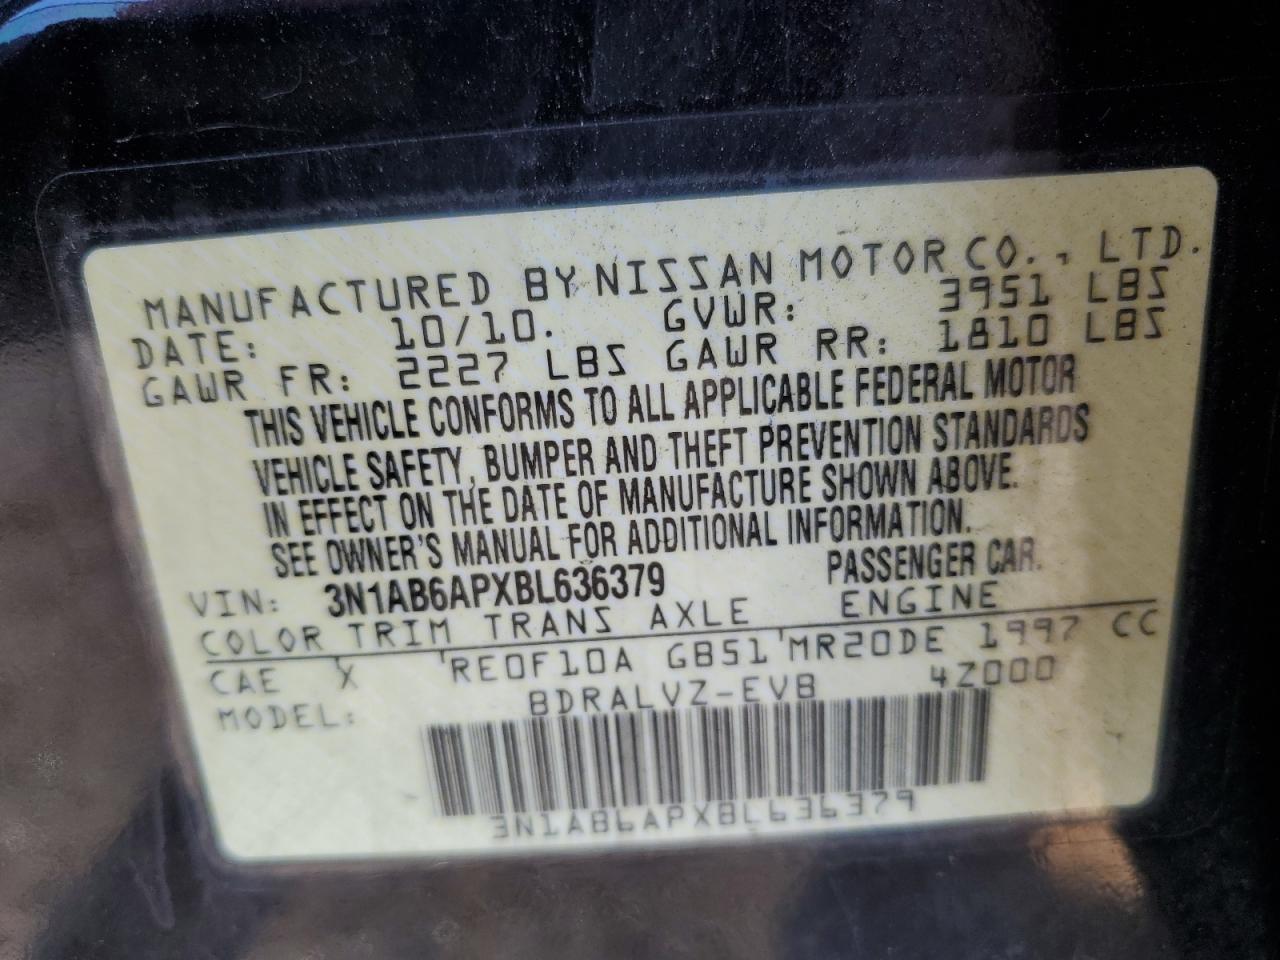 MANUFACTURED BY NISSAN MOTOR CO., LTD.
DATE: 10/10. GVWR: 3951 LBS
GAWR FR: 2227 LBS GAWR RR: 1810 LBS
THIS VEHICLE CONFORMS TO ALL APPLICABLE FEDERAL MOTOR
VEHICLE SAFETY, BUMPER AND THEFT PREVENTION STANDARDS
IN EFFECT ON THE DATE OF MANUFACTURE SHOWN ABOVE.
SEE OWNER'S MANUAL FOR ADDITIONAL INFORMATION.
VIN: 3N1AB6APXBL636379 PASSENGER CAR.
COLOR TRIM TRANS AXLE ENGINE
CAE X RE0F10A GB51 MR20DE 1997 CC
MODEL: BDRALVZ-EVB 4Z000
3N1AB6APXBL636379